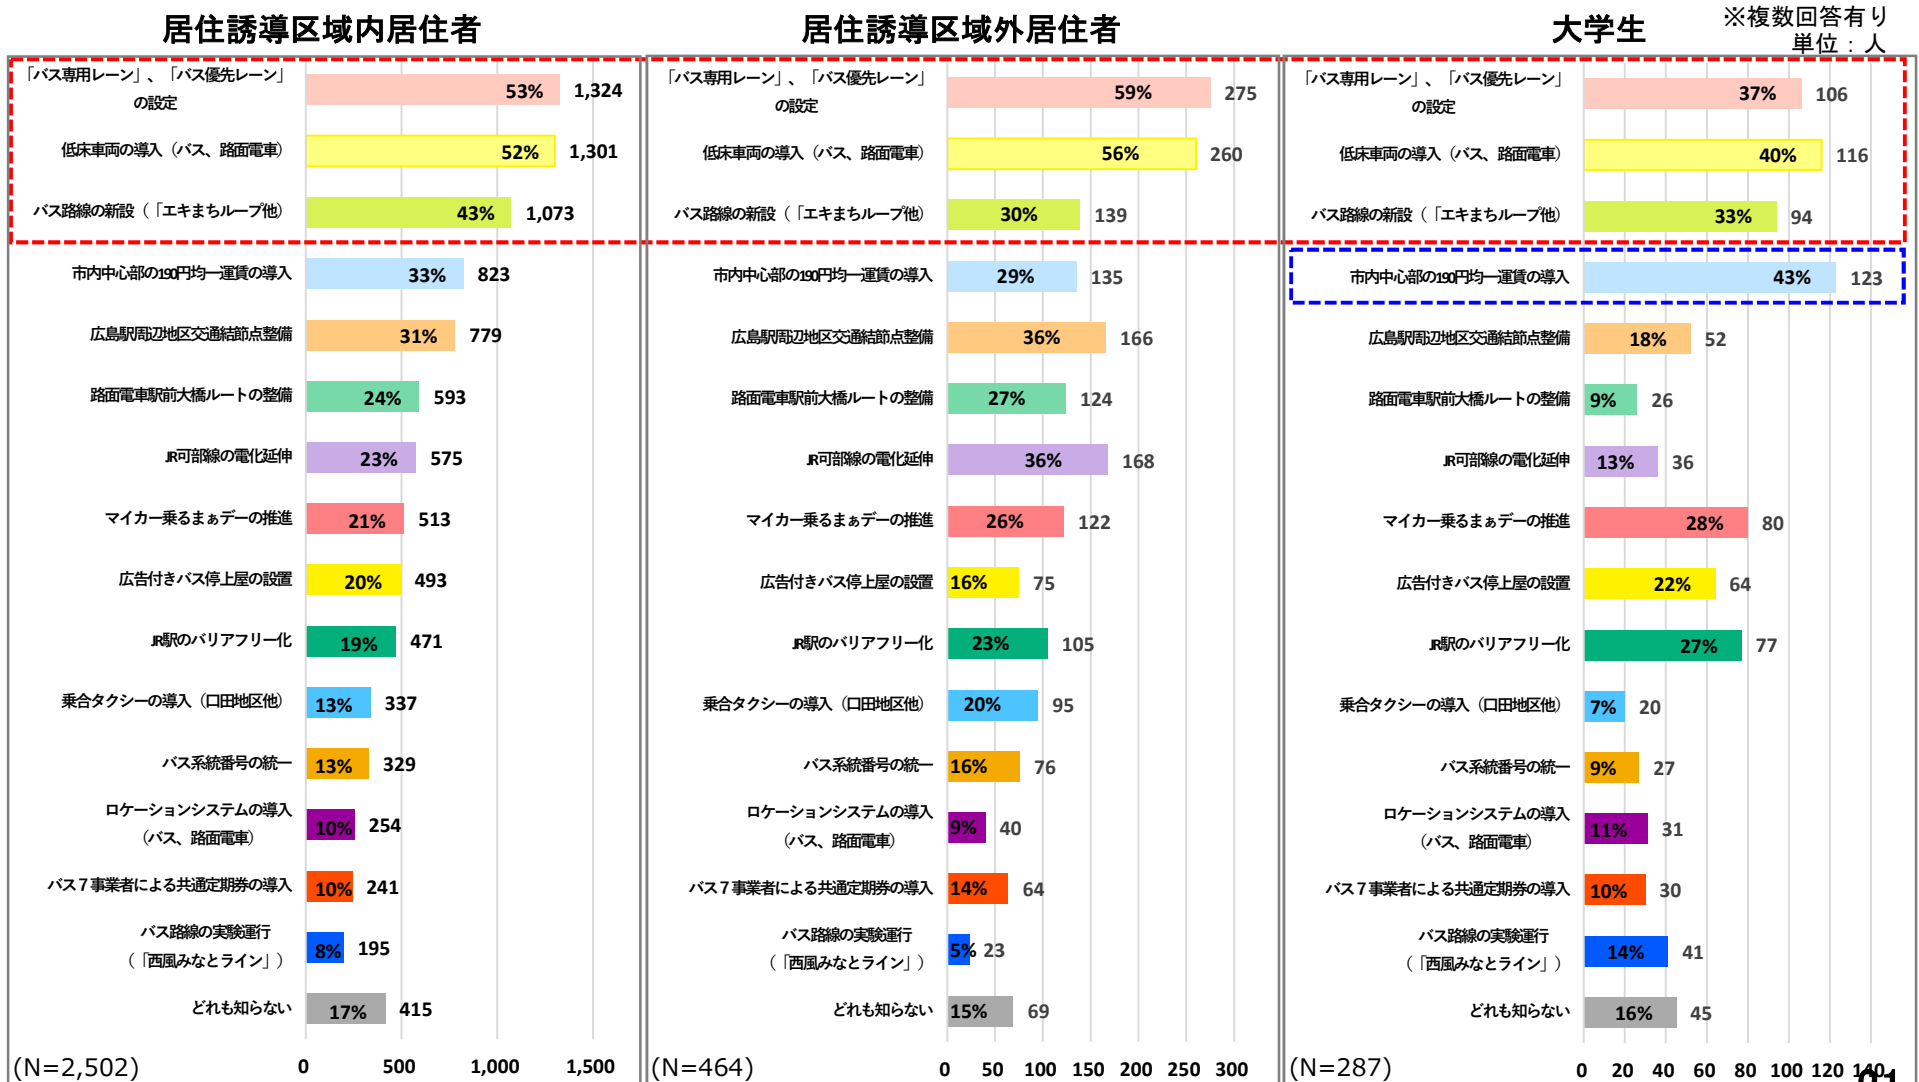 ※複数回答有り
単位：人
居住誘導区域内居住者
「バス専用レーン」、「バス優先レーン」
の設定
53% 1,324
低床車両の導入（バス、路面電車）
52% 1,301
バス路線の新設（「エキまちループ他）
43% 1,073
市内中心部の190円均一運賃の導入
33% 823
広島駅周辺地区交通結節点整備
31% 779
路面電車駅前大橋ルートの整備
24% 593
JR可部線の電化延伸
23% 575
マイカー乗るまぁデーの推進
21% 513
広告付きバス停上屋の設置
20% 493
JR駅のバリアフリー化
19% 471
乗合タクシーの導入（口田地区他）
13% 337
バス系統番号の統一
13% 329
ロケーションシステムの導入
（バス、路面電車）
10% 254
バス７事業者による共通定期券の導入
10% 241
バス路線の実験運行
（「西風みなとライン」）
8% 195
どれも知らない
17% 415
(N=2,502)
0 500 1,000 1,500
居住誘導区域外居住者
「バス専用レーン」、「バス優先レーン」
の設定
59% 275
低床車両の導入（バス、路面電車）
56% 260
バス路線の新設（「エキまちループ他）
30% 139
市内中心部の190円均一運賃の導入
29% 135
広島駅周辺地区交通結節点整備
36% 166
路面電車駅前大橋ルートの整備
27% 124
JR可部線の電化延伸
36% 168
マイカー乗るまぁデーの推進
26% 122
広告付きバス停上屋の設置
16% 75
JR駅のバリアフリー化
23% 105
乗合タクシーの導入（口田地区他）
20% 95
バス系統番号の統一
16% 76
ロケーションシステムの導入
（バス、路面電車）
9% 40
バス７事業者による共通定期券の導入
14% 64
バス路線の実験運行
（「西風みなとライン」）
5% 23
どれも知らない
15% 69
(N=464)
0 50 100 150 200 250 300
大学生
「バス専用レーン」、「バス優先レーン」
の設定
37% 106
低床車両の導入（バス、路面電車）
40% 116
バス路線の新設（「エキまちループ他）
33% 94
市内中心部の190円均一運賃の導入
43% 123
広島駅周辺地区交通結節点整備
18% 52
路面電車駅前大橋ルートの整備
9% 26
JR可部線の電化延伸
13% 36
マイカー乗るまぁデーの推進
28% 80
広告付きバス停上屋の設置
22% 64
JR駅のバリアフリー化
27% 77
乗合タクシーの導入（口田地区他）
7% 20
バス系統番号の統一
9% 27
ロケーションシステムの導入
（バス、路面電車）
11% 31
バス７事業者による共通定期券の導入
10% 30
バス路線の実験運行
（「西風みなとライン」）
14% 41
どれも知らない
16% 45
(N=287)
0 20 40 60 80 100 120 140